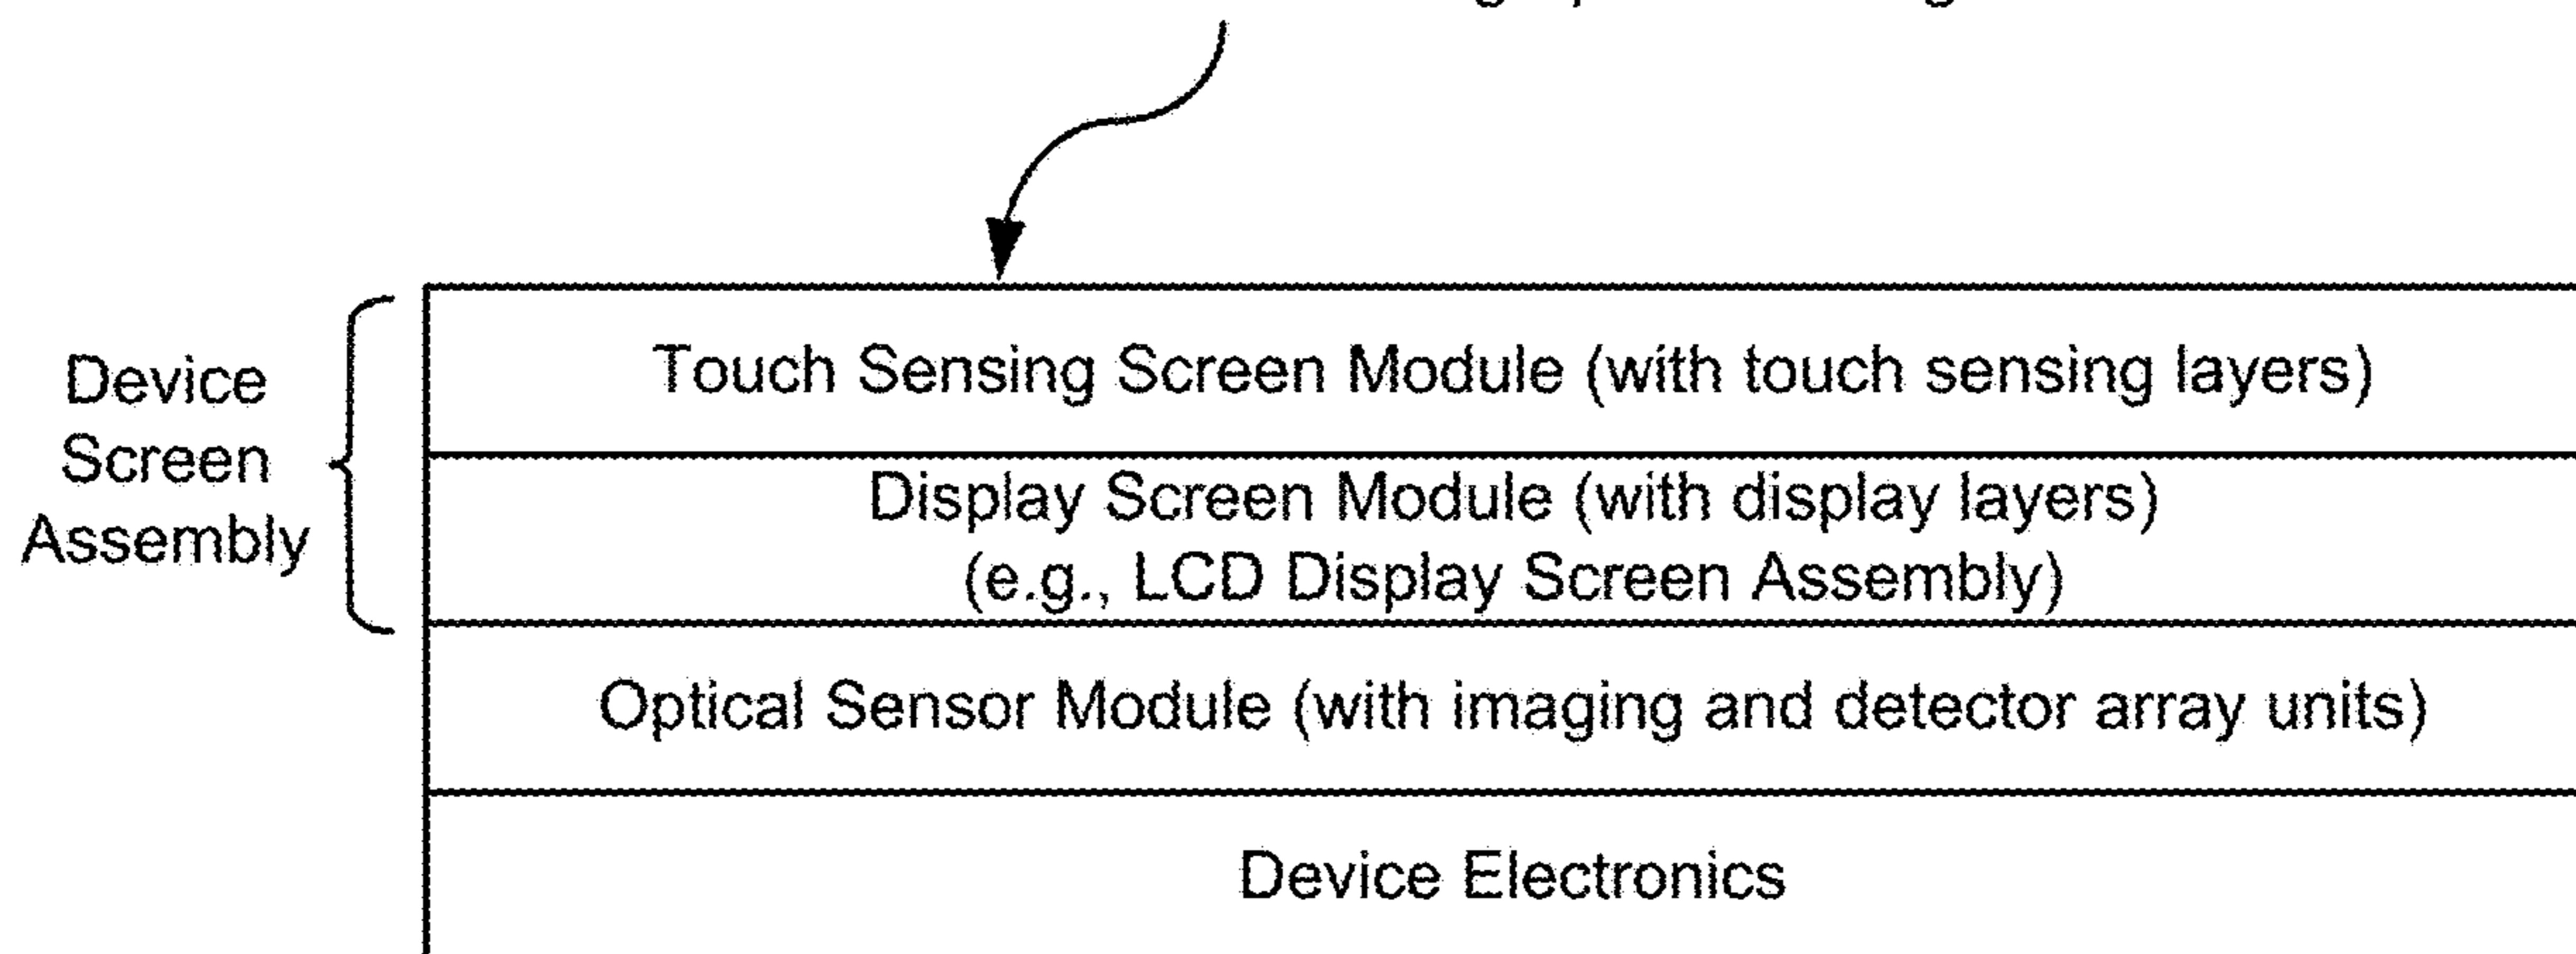 Device
Screen
Assembly
Touch Sensing Screen Module (with touch sensing layers)
Display Screen Module (with display layers)
(e.g., LCD Display Screen Assembly)
Optical Sensor Module (with imaging and detector array units)
Device Electronics